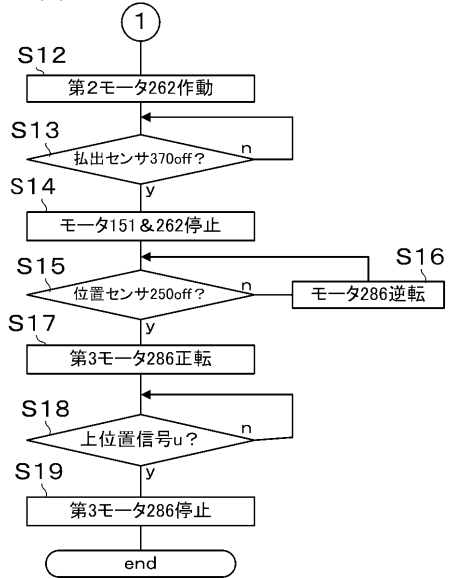 1
S12
第2モータ262作動
S13
払出センサ370off？
n
y
S14
モータ151＆262停止
S15
位置センサ250off？
n
S16
モータ286逆転
y
S17
第3モータ286正転
S18
上位置信号u？
n
y
S19
第3モータ286停止
end